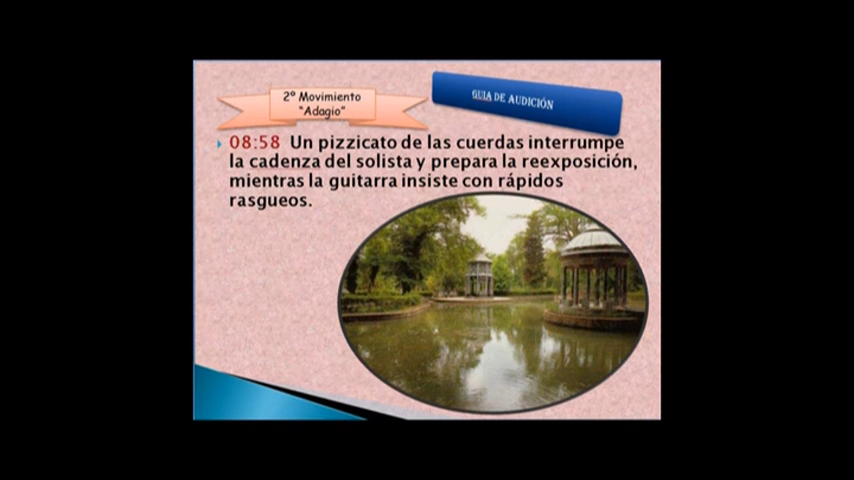 2º Movimiento
"Adagio"
GUIA DE AUDICIÓN
08:58 Un pizzicato de las cuerdas interrumpe
la cadenza del solista y prepara la reexposición,
mientras la guitarra insiste con rápidos
rasgueos.